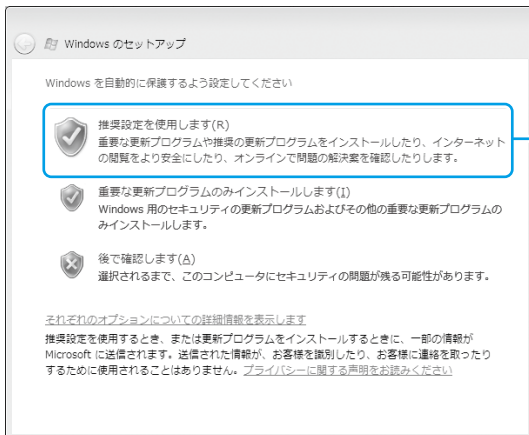 Windows のセットアップ
Windows を自動的に保護するよう設定してください
推奨設定を使用します(R)
重要な更新プログラムや推奨の更新プログラムをインストールしたり、インターネット
の閲覧をより安全にしたり、オンラインで問題の解決案を確認したりします。
重要な更新プログラムのみインストールします(I)
Windows 用のセキュリティの更新プログラムおよびその他の重要な更新プログラムの
みインストールします。
後で確認します(A)
選択されるまで、このコンピュータにセキュリティの問題が残る可能性があります。
それぞれのオプションについての詳細情報を表示します
推奨設定を使用するとき、または更新プログラムをインストールするときに、一部の情報が
Microsoft に送信されます。送信された情報が、お客様を識別したり、お客様に連絡を取ったり
するために使用されることはありません。プライバシーに関する声明をお読みください